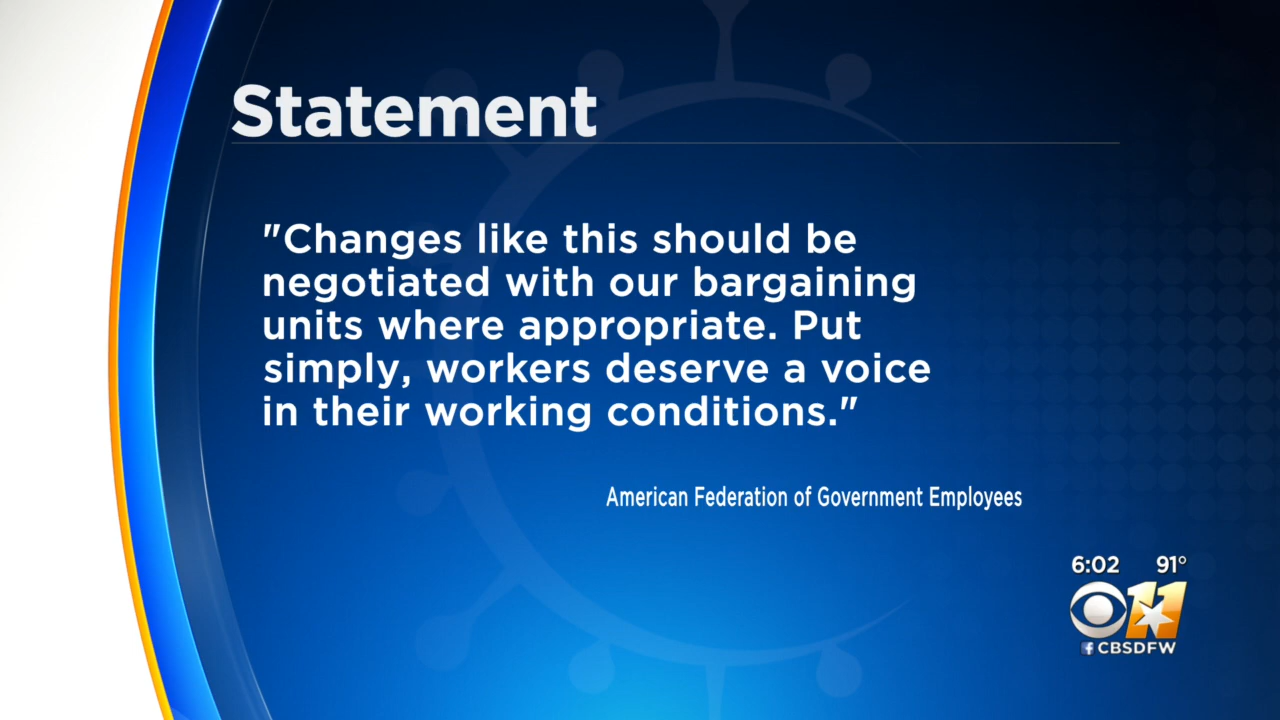 Statement
"Changes like this should be
negotiated with our bargaining
units where appropriate. Put
simply, workers deserve a voice
in their working conditions."
American Federation of Government Employees
6:02 91°
11
f CBSDFW